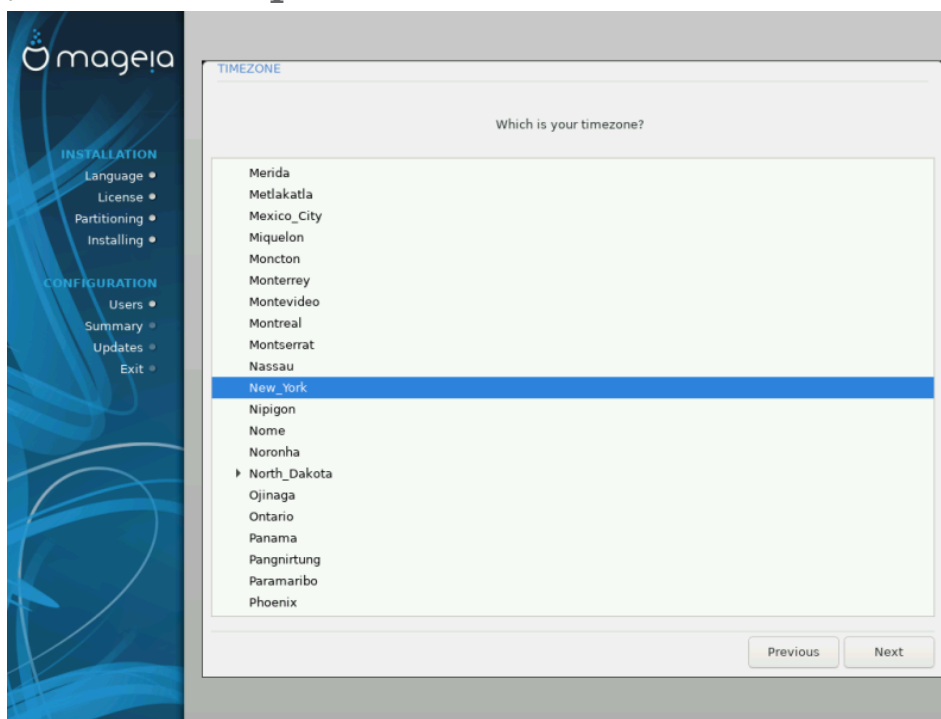 mageia
INSTALLATION
Language
License
Partitioning
Installing
CONFIGURATION
Users
Summary
Updates
Exit
TIMEZONE
Which is your timezone?
Merida
Metlakatla
Mexico_City
Miquelon
Moncton
Monterrey
Montevideo
Montreal
Montserrat
Nassau
New_York
Nipigon
Nome
Noronha
North_Dakota
Ojinaga
Ontario
Panama
Pangnirtung
Paramaribo
Phoenix
Previous
Next